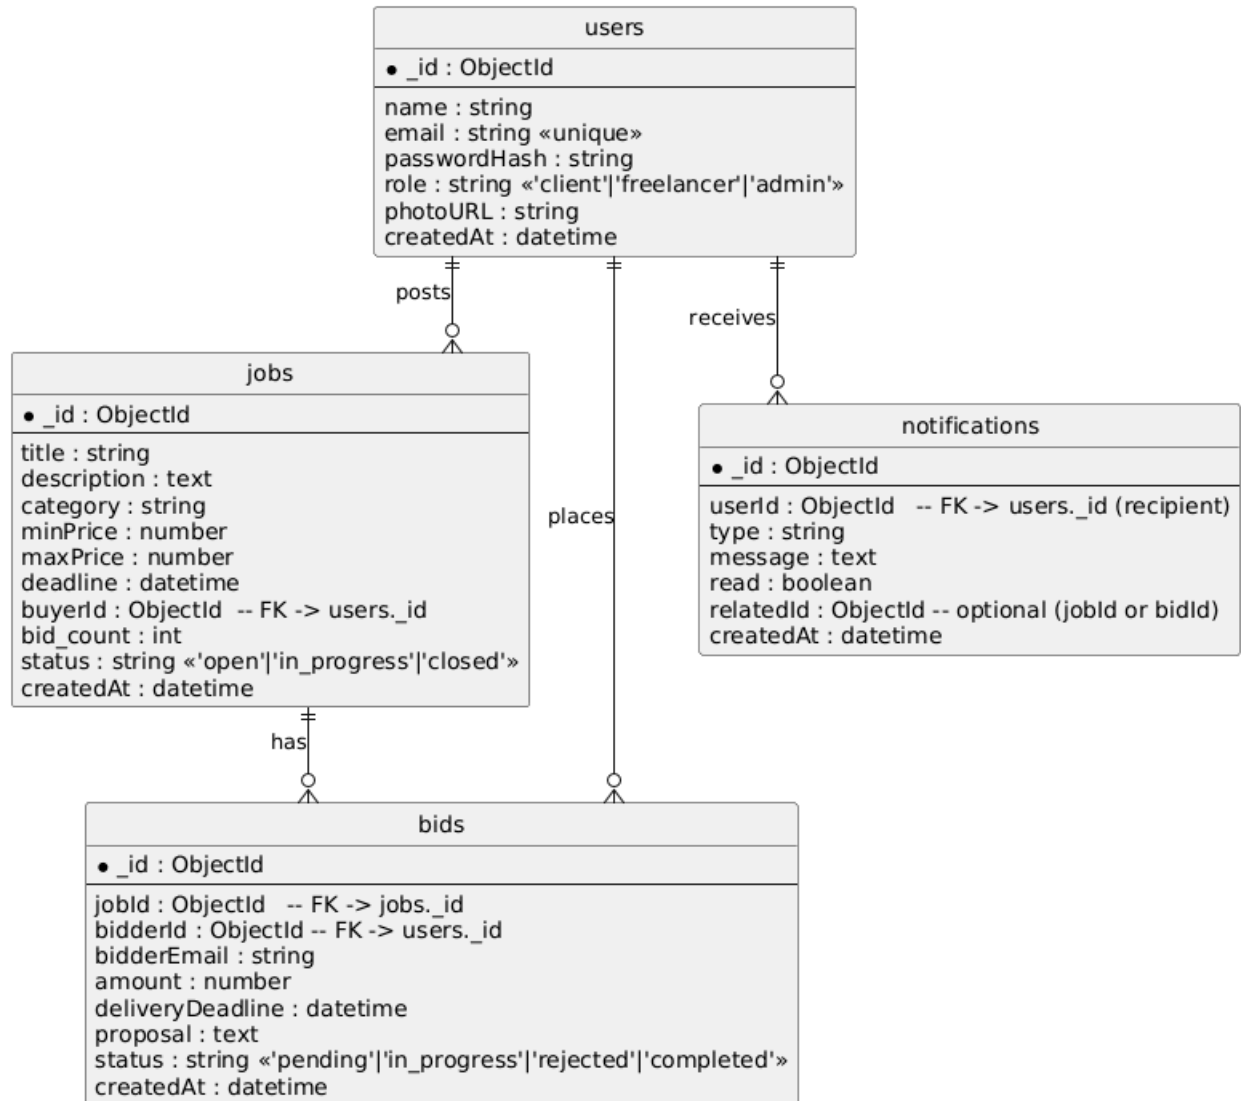 users
_id : ObjectId
name : string
email : string «unique»
passwordHash : string
role : string «'client'|'freelancer'|'admin'»
photoURL : string
createdAt : datetime
posts
receives
places
jobs
_id : ObjectId
title : string
description : text
category : string
minPrice : number
maxPrice : number
deadline : datetime
buyerId : ObjectId  -- FK -> users._id
bid_count : int
status : string «'open'|'in_progress'|'closed'»
createdAt : datetime
notifications
_id : ObjectId
userId : ObjectId   -- FK -> users._id (recipient)
type : string
message : text
read : boolean
relatedId : ObjectId -- optional (jobId or bidId)
createdAt : datetime
has
bids
_id : ObjectId
jobId : ObjectId   -- FK -> jobs._id
bidderId : ObjectId -- FK -> users._id
bidderEmail : string
amount : number
deliveryDeadline : datetime
proposal : text
status : string «'pending'|'in_progress'|'rejected'|'completed'»
createdAt : datetime